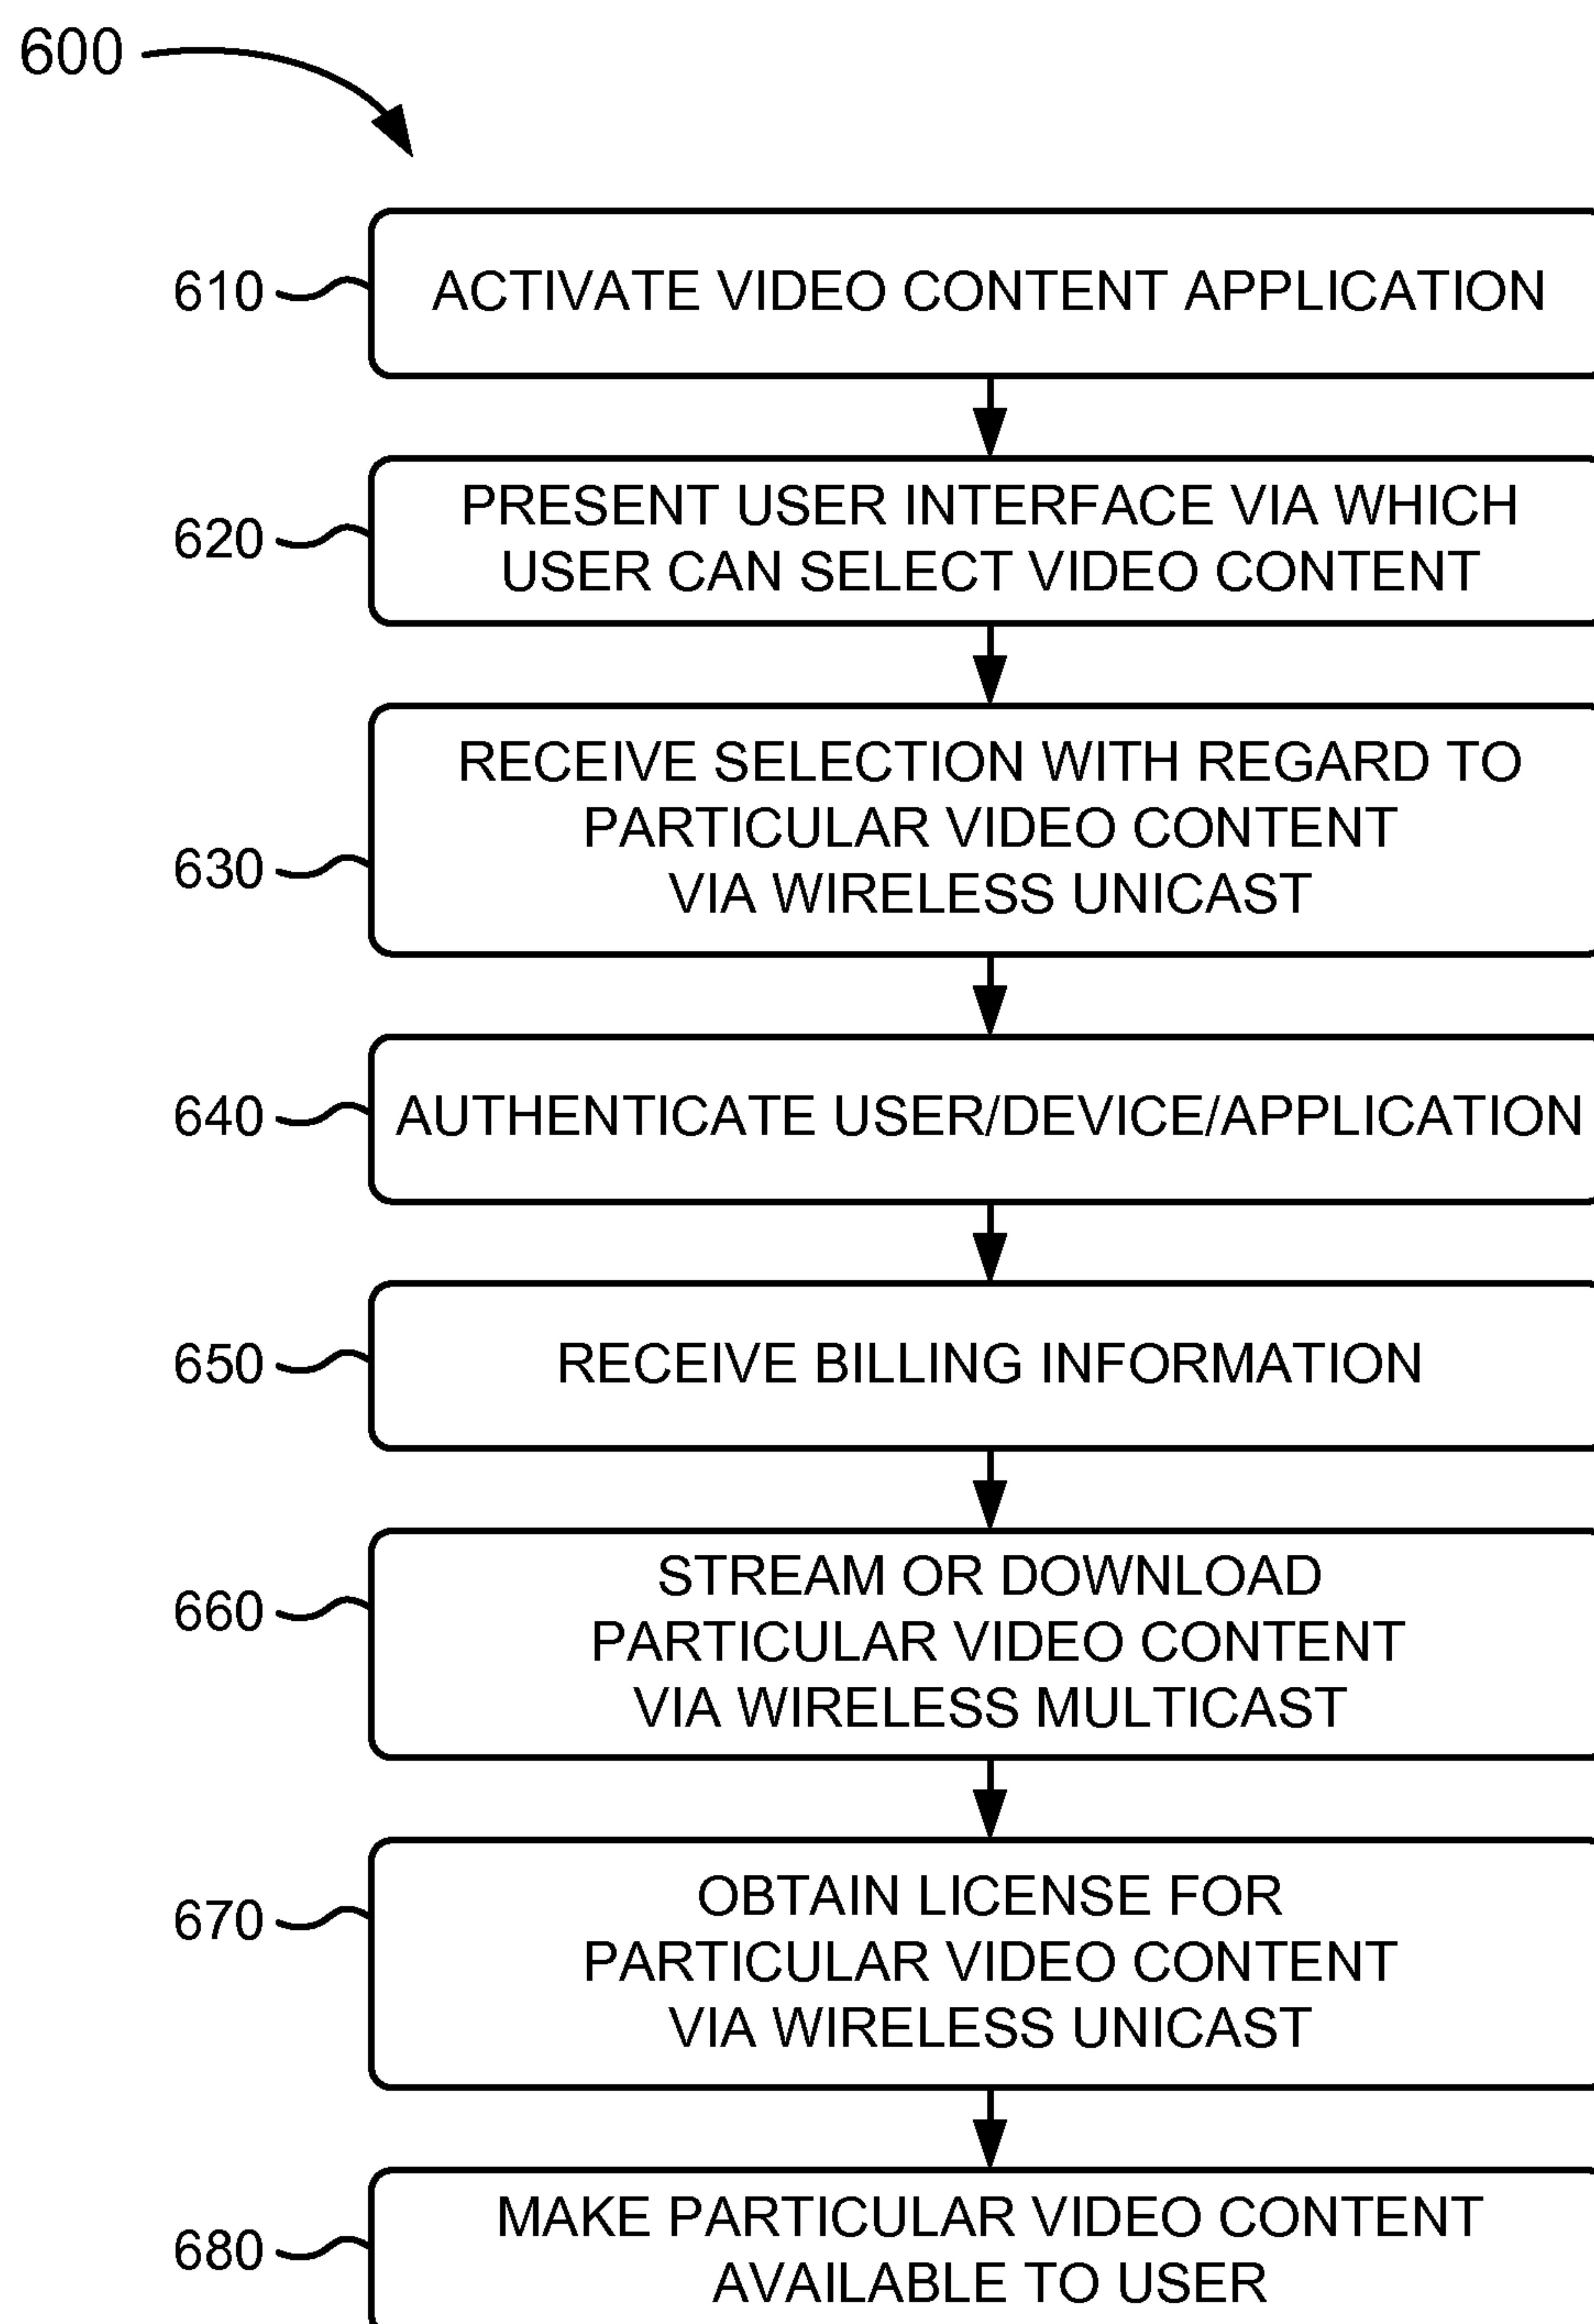 600
610
ACTIVATE VIDEO CONTENT APPLICATION
620
PRESENT USER INTERFACE VIA WHICH
USER CAN SELECT VIDEO CONTENT
630
RECEIVE SELECTION WITH REGARD TO
PARTICULAR VIDEO CONTENT
VIA WIRELESS UNICAST
640
AUTHENTICATE USER/DEVICE/APPLICATION
650
RECEIVE BILLING INFORMATION
660
STREAM OR DOWNLOAD
PARTICULAR VIDEO CONTENT
VIA WIRELESS MULTICAST
670
OBTAIN LICENSE FOR
PARTICULAR VIDEO CONTENT
VIA WIRELESS UNICAST
680
MAKE PARTICULAR VIDEO CONTENT
AVAILABLE TO USER